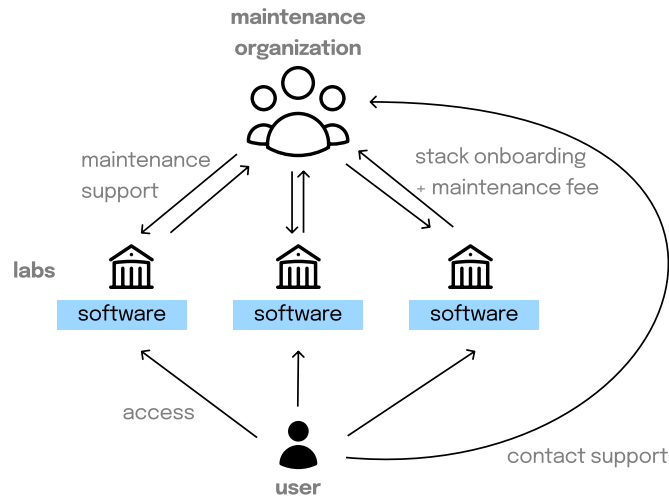 maintenance
organization
maintenance
support
stack onboarding
+ maintenance fee
labs
software
software
software
access
contact support
user